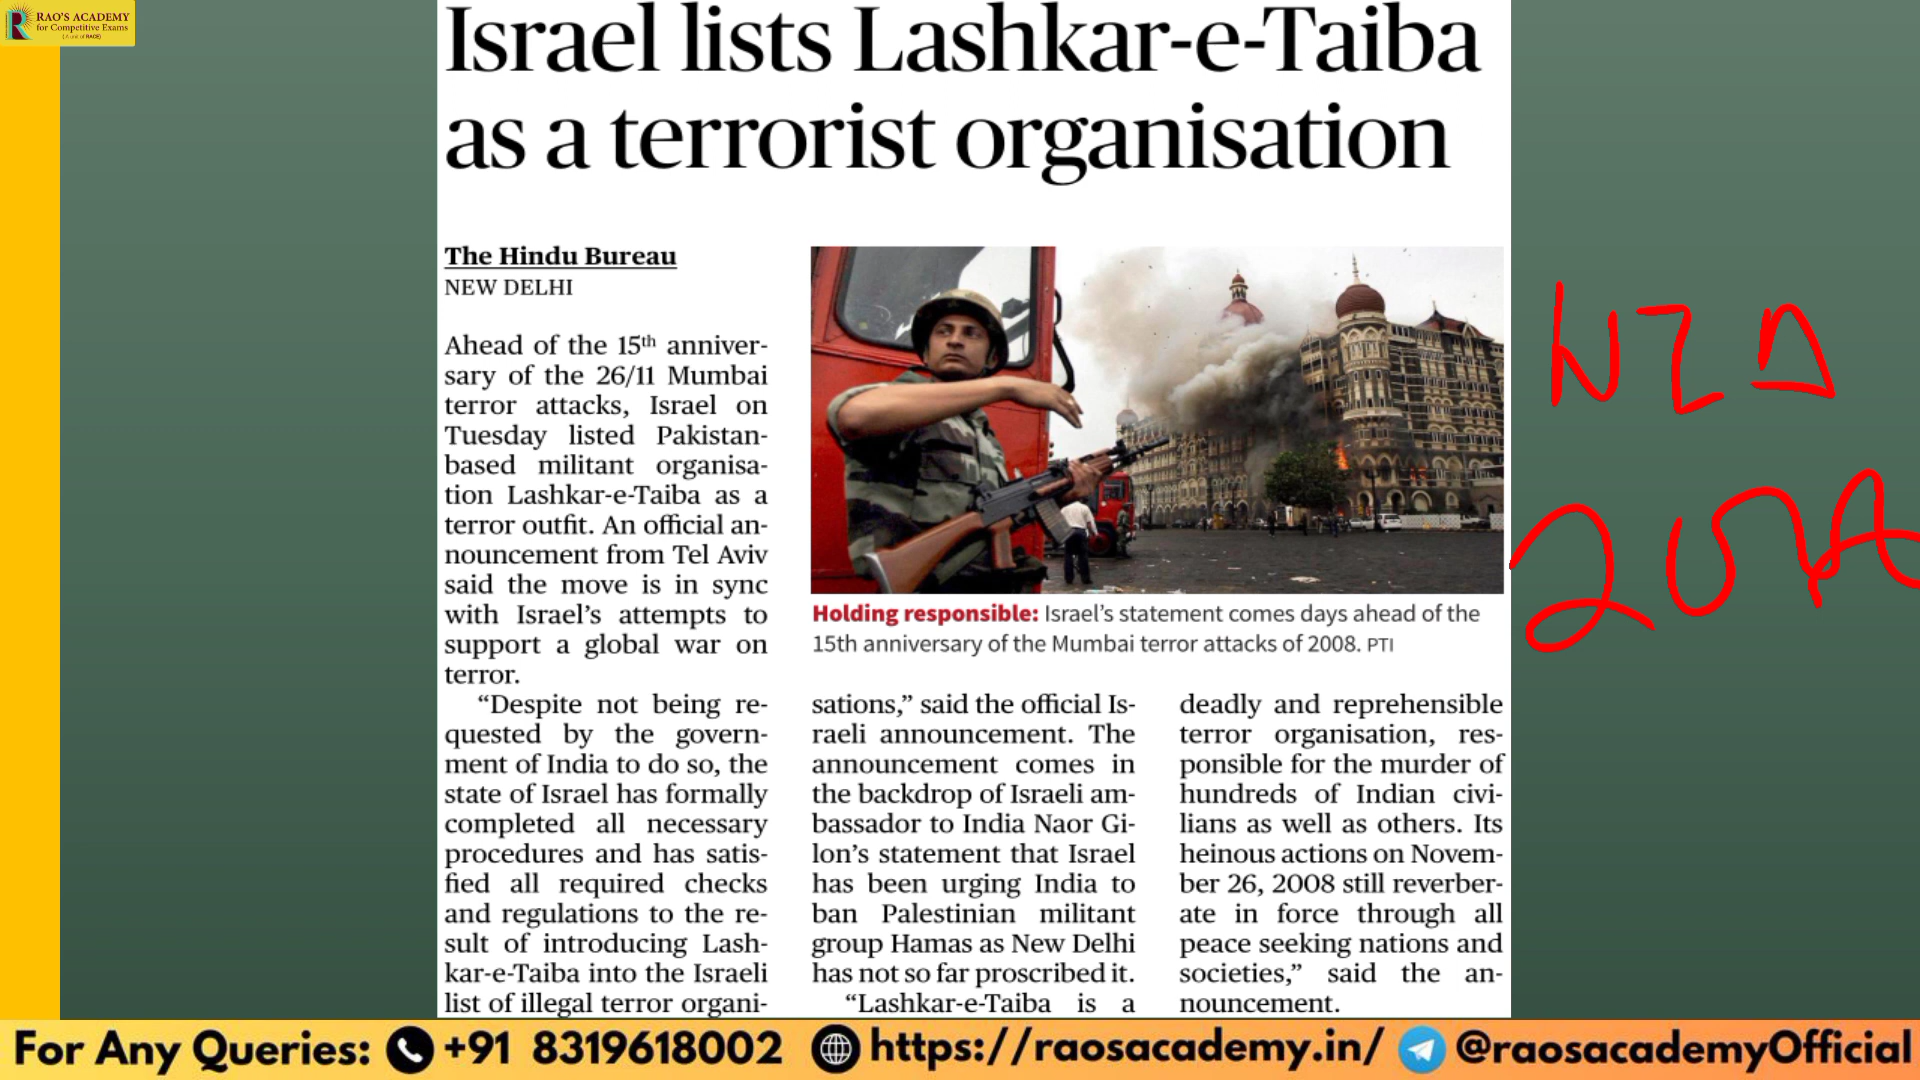 RAO'S ACADEMY
for Competitive Exams
(A unit of RACE)
Israel lists Lashkar-e-Taiba
as a terrorist organisation
The Hindu Bureau
NEW DELHI
Ahead of the 15th anniver-
sary of the 26/11 Mumbai
terror attacks, Israel on
Tuesday listed Pakistan-
based militant organisa-
tion Lashkar-e-Taiba as a
terror outfit. An official an-
nouncement from Tel Aviv
said the move is in sync
with Israel's attempts to
support a global war on
terror.
“Despite not being re-
quested by the govern-
ment of India to do so, the
state of Israel has formally
completed all necessary
procedures and has satis-
fied all required checks
and regulations to the re-
sult of introducing Lash-
kar-e-Taiba into the Israeli
list of illegal terror organi-
Holding responsible: Israel's statement comes days ahead of the
15th anniversary of the Mumbai terror attacks of 2008. PTI
sations,” said the official Is-
raeli announcement. The
announcement comes in
the backdrop of Israeli am-
bassador to India Naor Gi-
lon's statement that Israel
has been urging India to
ban Palestinian militant
group Hamas as New Delhi
has not so far proscribed it.
“Lashkar-e-Taiba is a
deadly and reprehensible
terror organisation, res-
ponsible for the murder of
hundreds of Indian civi-
lians as well as others. Its
heinous actions on Novem-
ber 26, 2008 still reverber-
ate in force through all
peace seeking nations and
societies,” said the an-
nouncement.
For Any Queries: +91 8319618002 https://raosacademy.in/ @raosacademyOfficial